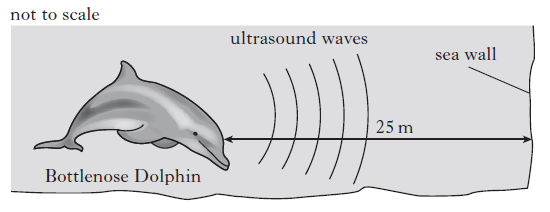 not to scale
ultrasound waves
sea wall
25 m
Bottlenose Dolphin